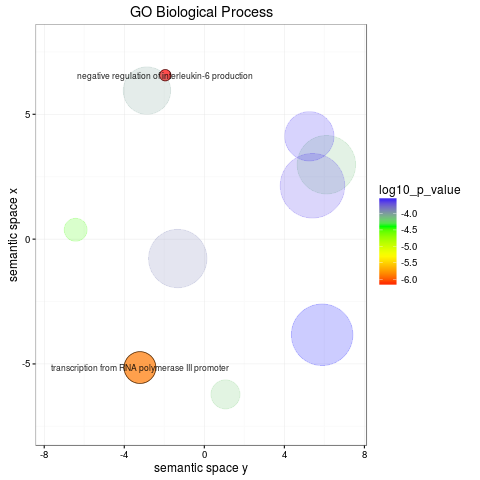 GO Biological Process
negative regulation of interleukin-6 production
5
0
-5
semantic space x
transcription from RNA polymerase III promoter
-8
-4
0
4
8
semantic space y
log10_p_value
-4.0
-4.5
-5.0
-5.5
-6.0